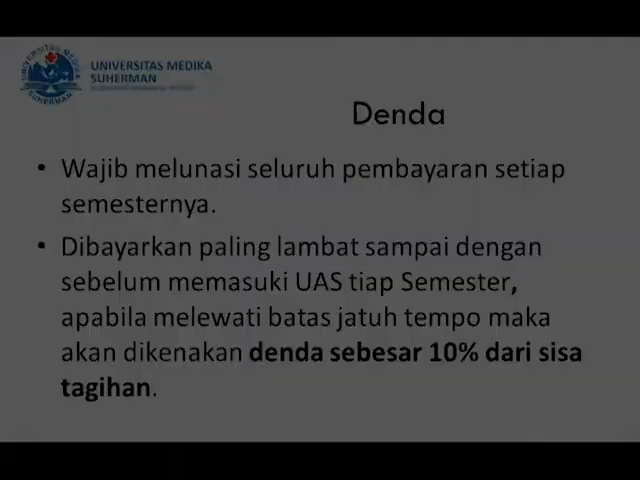 UNIVERSITAS MEDIKA
SUHERMAN
Denda
• Wajib melunasi seluruh pembayaran setiap
semesternya.
• Dibayarkan paling lambat sampai dengan
sebelum memasuki UAS tiap Semester,
apabila melewati batas jatuh tempo maka
akan dikenakan denda sebesar 10% dari sisa
tagihan.